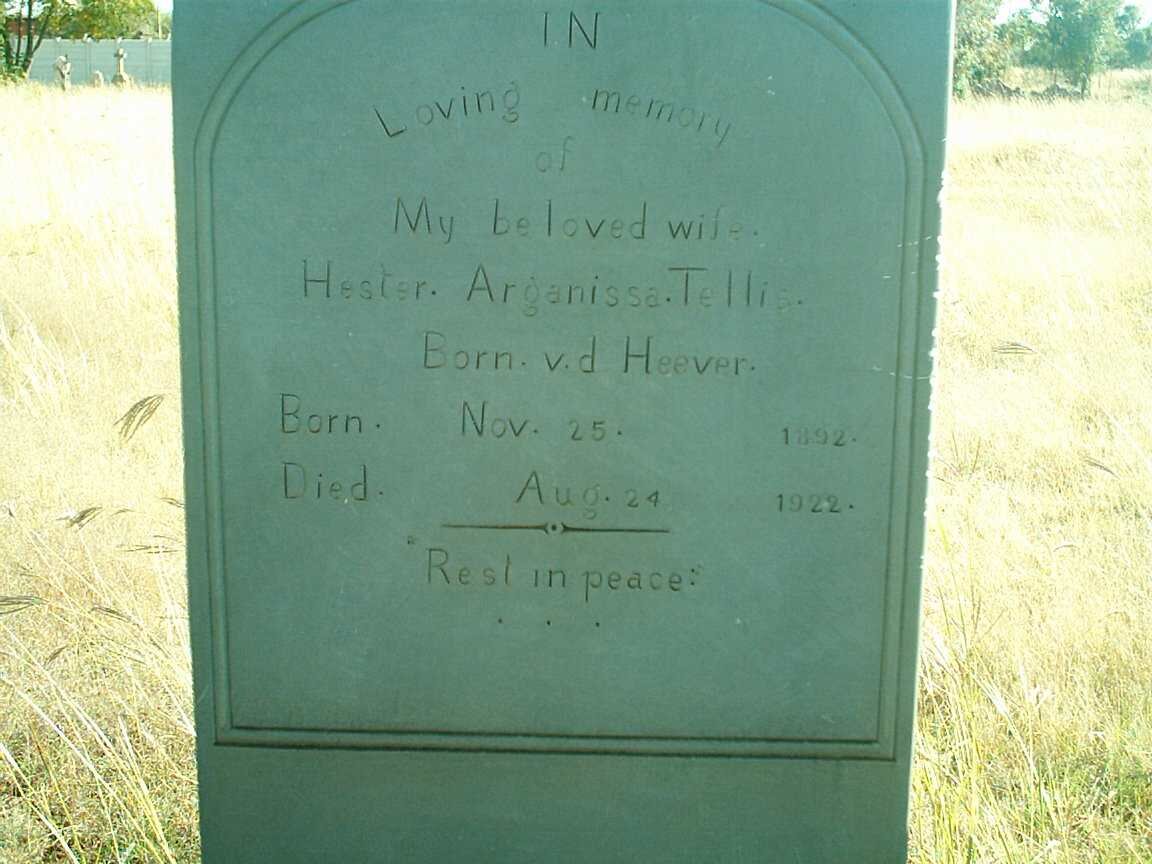 IN
Loving memory.
of
My beloved wife.
Hester. Arganissa. Tellis.
Born. v.d Heever.
Born. Nov. 25. 1892.
Died. Aug. 24 1922.
"Rest in peace."
. . .